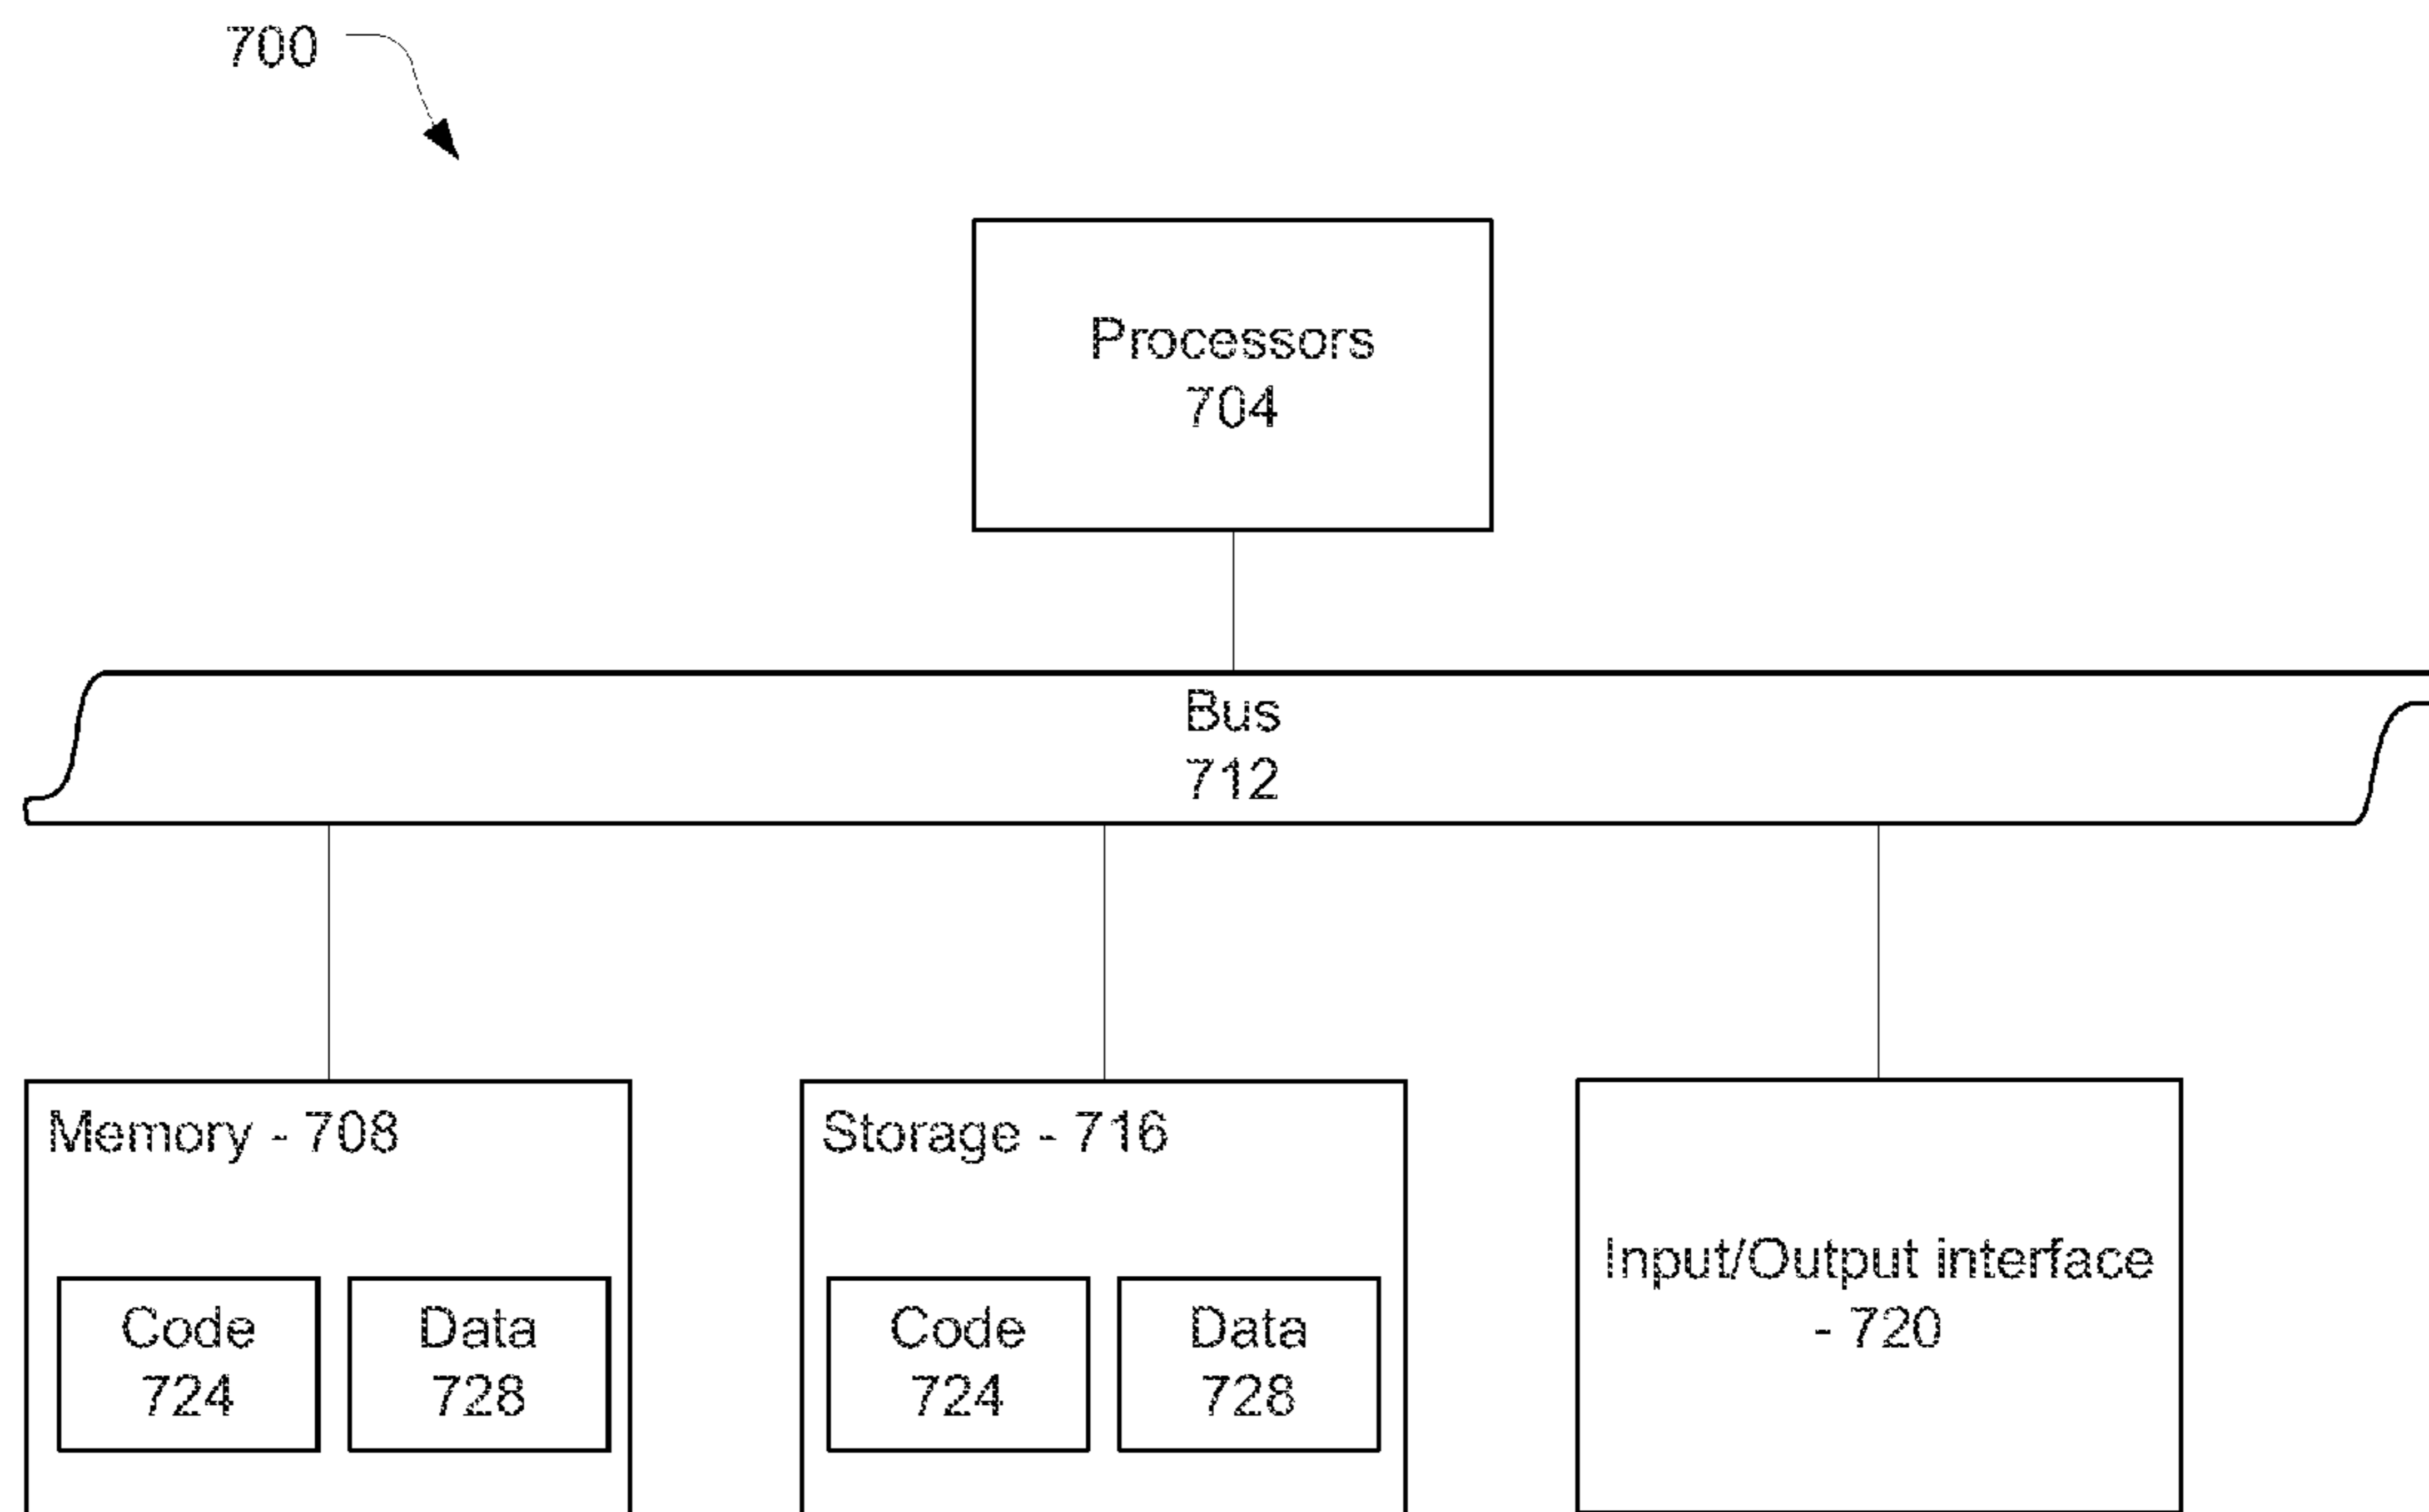 700
Processors
704
Bus
712
Memory - 708
Code
724
Data
728
Storage - 716
Code
724
Data
728
Input/Output interface
- 720